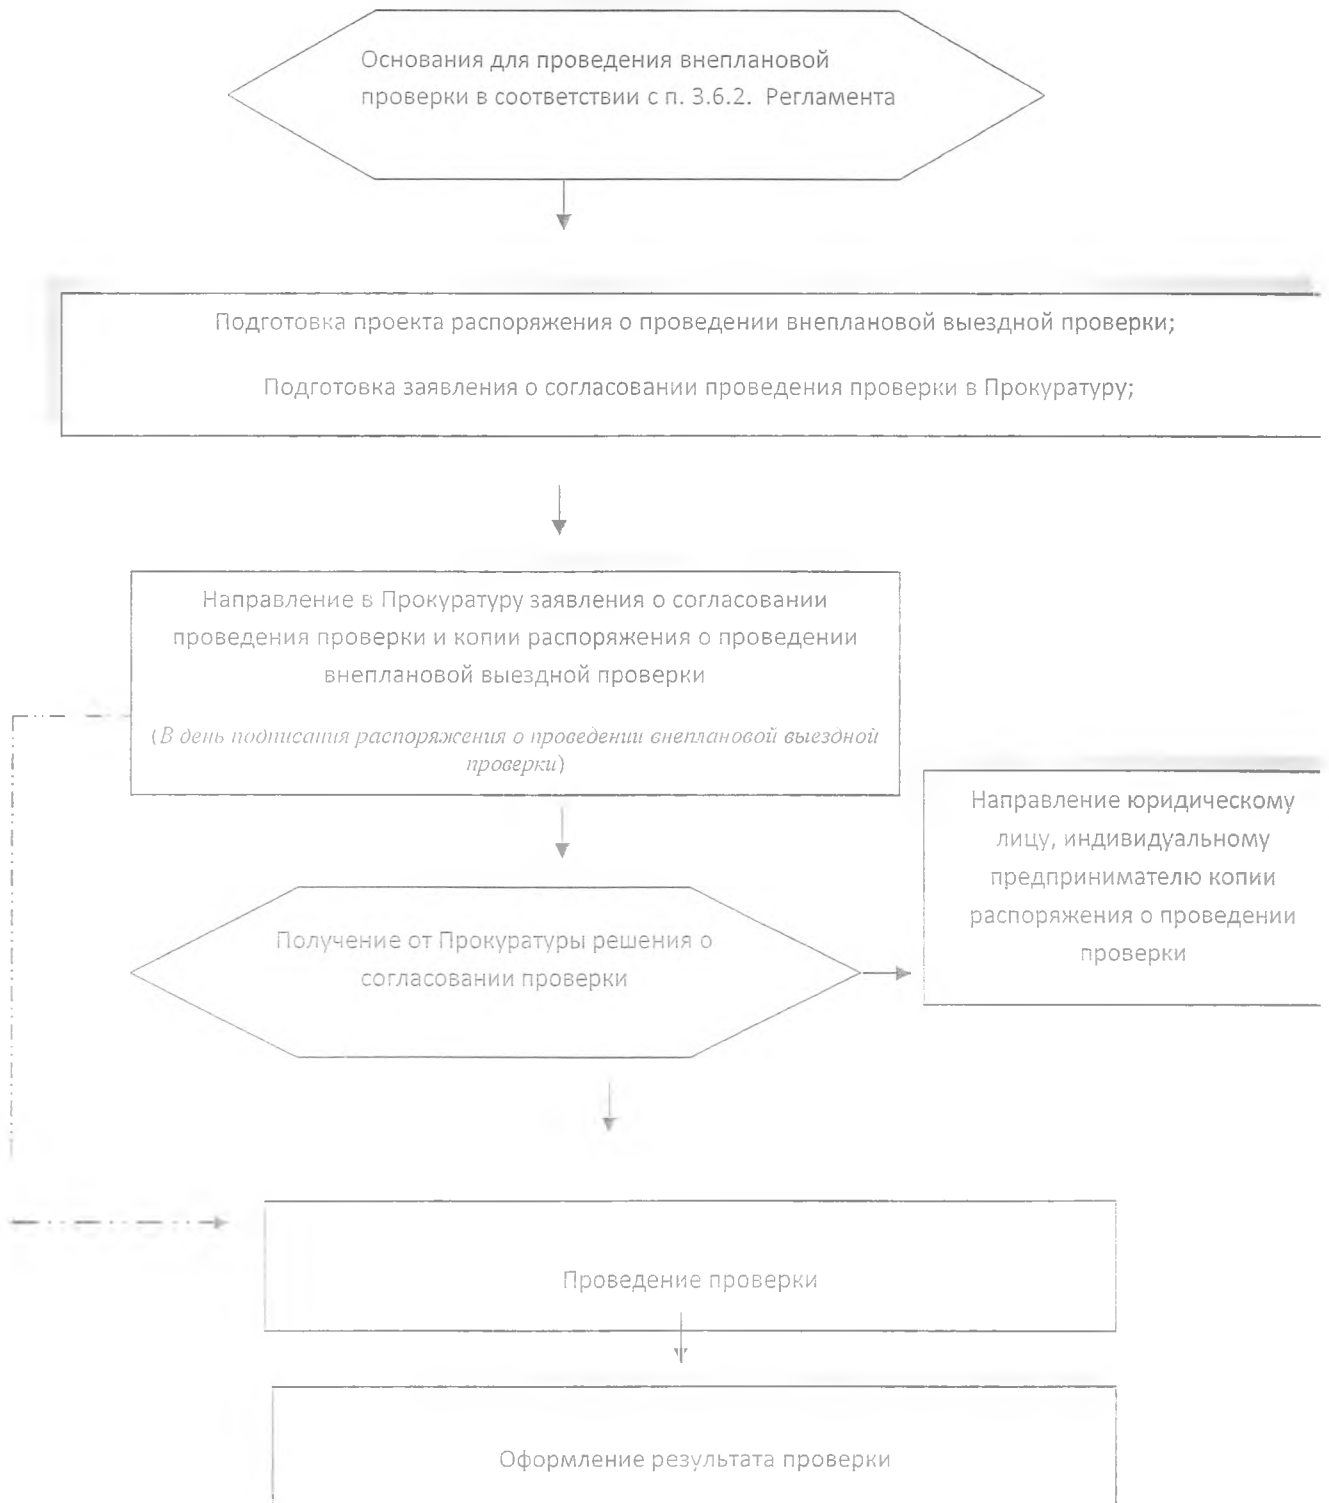 Основания для проведения внеплановой
проверки в соответствии с п. 3.6.2. Регламента
Подготовка проекта распоряжения о проведении внеплановой выездной проверки;
Подготовка заявления о согласовании проведения проверки в Прокуратуру;
Направление в Прокуратуру заявления о согласовании
проведения проверки и копии распоряжения о проведении
внеплановой выездной проверки
(В день подписания распоряжения о проведении внеплановой выездной
проверки)
Направление юридическому
лицу, индивидуальному
предпринимателю копии
распоряжения о проведении
проверки
Получение от Прокуратуры решения о
согласовании проверки
Проведение проверки
Оформление результата проверки